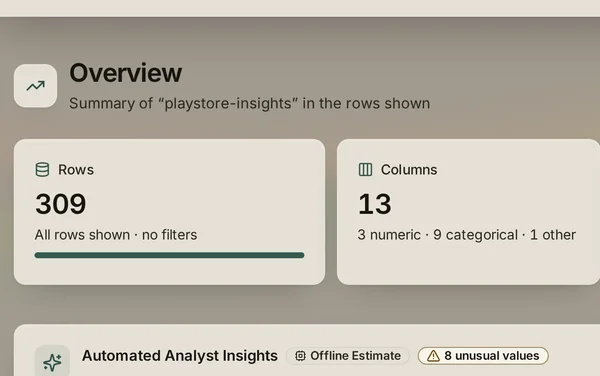 Overview
Summary of “playstore-insights” in the rows shown
Rows
309
All rows shown · no filters
Columns
13
3 numeric · 9 categorical · 1 other
Automated Analyst Insights
Offline Estimate
8 unusual values